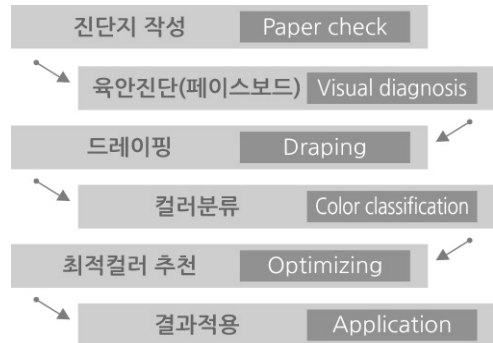 진단지 작성 Paper check
육안진단(페이스보드) Visual diagnosis
드레이핑 Draping
컬러분류 Color classification
최적컬러 추천 Optimizing
결과적용 Application